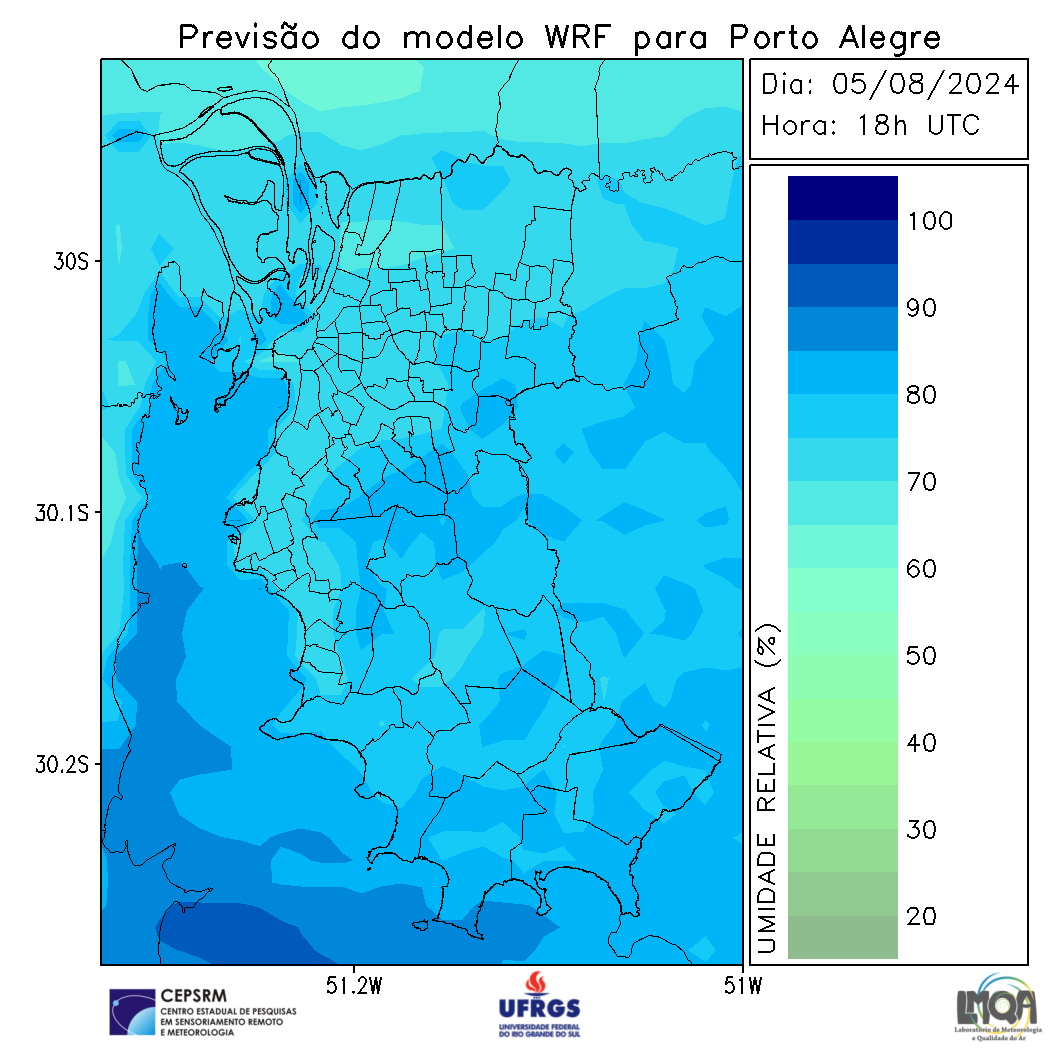 Previsão do modelo WRF para Porto Alegre
Dia: 05/08/2024
Hora: 18h UTC
100
90
80
70
60
50
40
30
20
UMIDADE RELATIVA (%)
30S
30.1S
30.2S
51.2W
51W
CEPSRM
CENTRO ESTADUAL DE PESQUISAS
EM SENSORIAMENTO REMOTO
E METEOROLOGIA
UFRGS
UNIVERSIDADE FEDERAL
DO RIO GRANDE DO SUL
LMQA
Laboratório de Meteorologia
e Qualidade do Ar